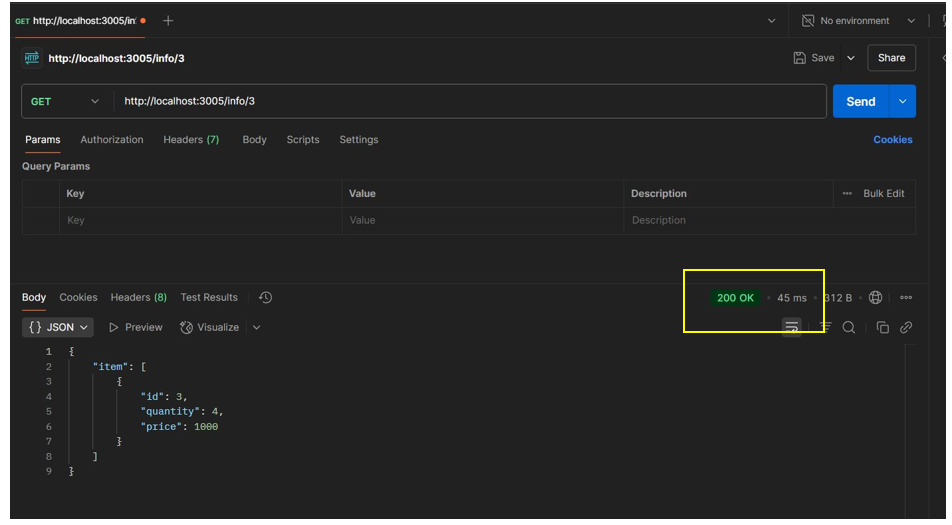 GET http://localhost:3005/in
No environment
HTTP http://localhost:3005/info/3
Save
Share
GET http://localhost:3005/info/3
Send
Params Authorization Headers (7) Body Scripts Settings
Cookies
Query Params
Key Value Description ••• Bulk Edit
Key Value Description
Body Cookies Headers (8) Test Results
200 OK • 45 ms • 312 B •
{} JSON Preview Visualize
1 {
2 "item": [
3 {
4 "id": 3,
5 "quantity": 4,
6 "price": 1000
7 }
8 ]
9 }